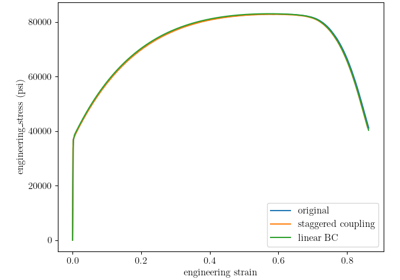 engineering_stress (psi)
80000
60000
40000
20000
0
0.0 0.2 0.4 0.6 0.8
engineering strain
original
staggered coupling
linear BC